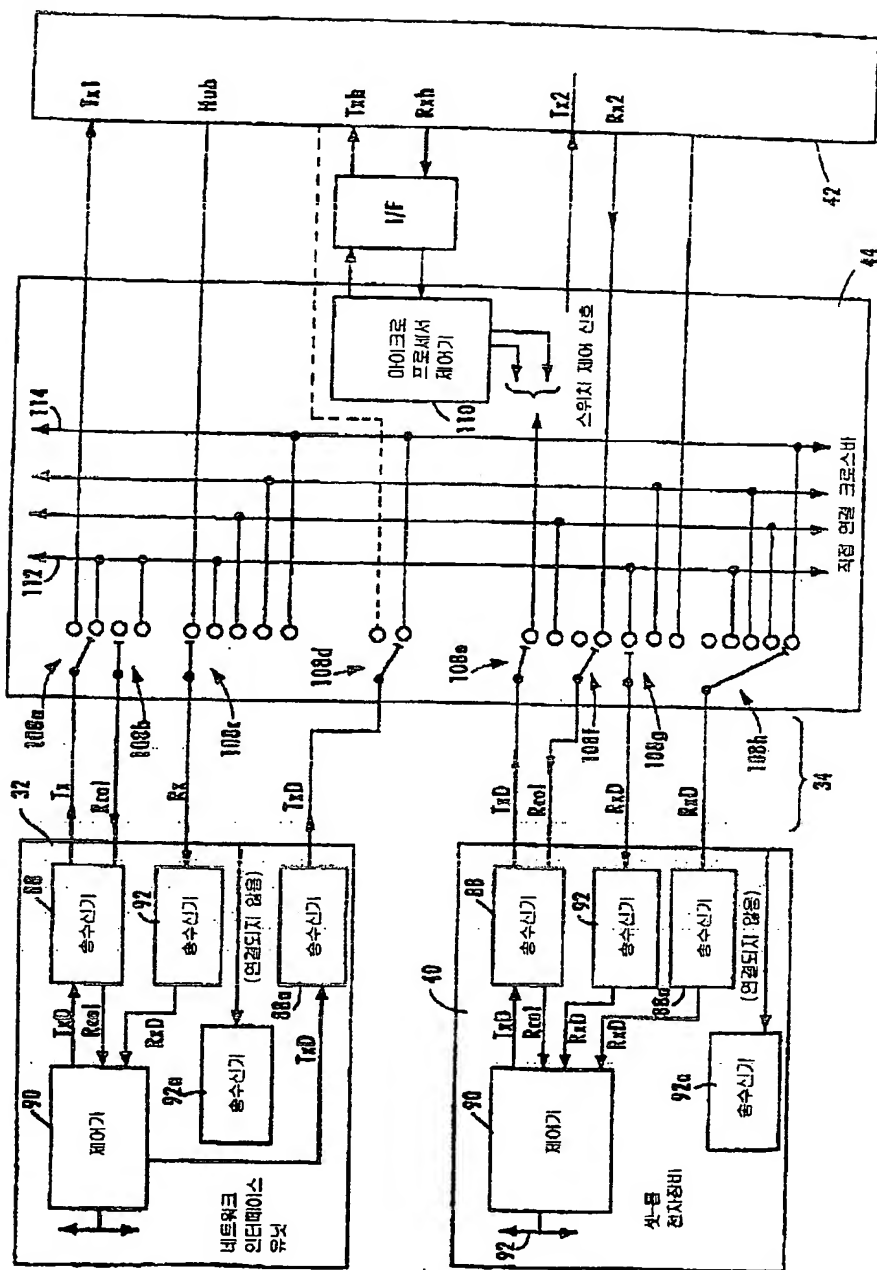 Tx1
Hub
Txh
Rxh
Tx2
Rx2
42
I/F
44
마이크로
프로세서
제어기
110
스위치 제어 신호
114
112
직접 연결 크로스바
108a
108b
108c
108d
108e
108f
108g
108h
34
32
Tx
Rcol
Rx
TxD
88
송수신기
92
송수신기
(연결되지 않음)
송수신기
88a
TxD
Rcol
RxD
TxD
90
제어기
92a
송수신기
네트워크
인터페이스
유닛
TxD
Rcol
RxD
RxD
40
88
송수신기
92
송수신기
송수신기
88a
(연결되지 않음)
TxD
Rcol
RxD
RxD
90
제어기
92a
송수신기
192
셋-톱
전자장비